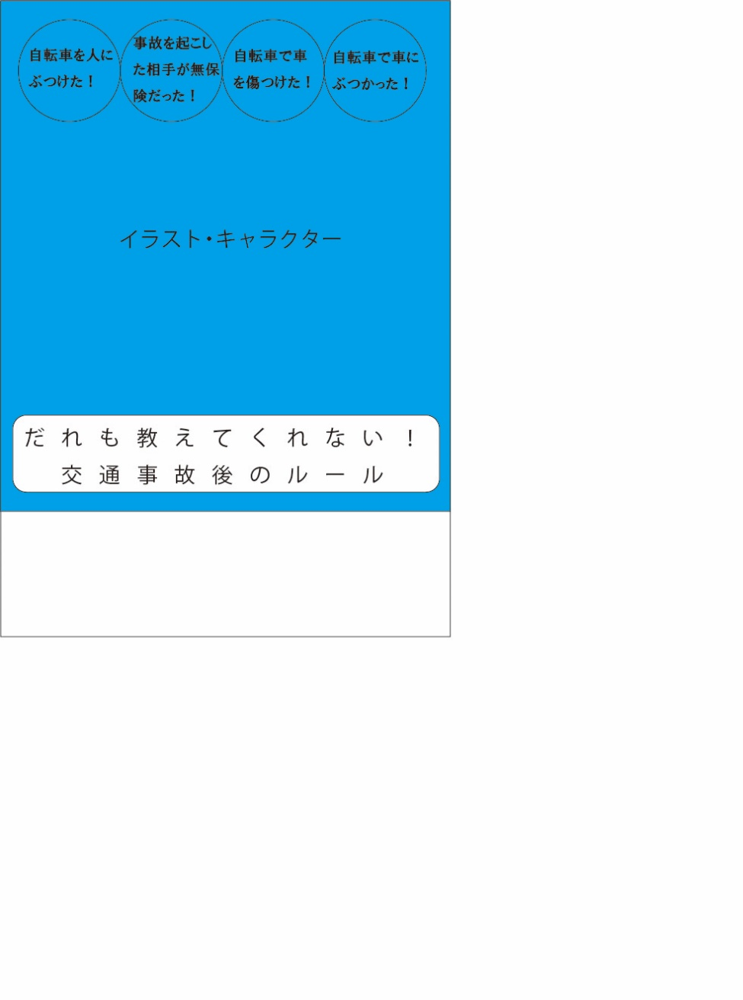 自転車を人に
ぶつけた！
事故を起こし
た相手が無保
険だった！
自転車で車
を傷つけた！
自転車で車に
ぶつかった！
イラスト・キャラクター
だれも教えてくれない！
交通事故後のルール